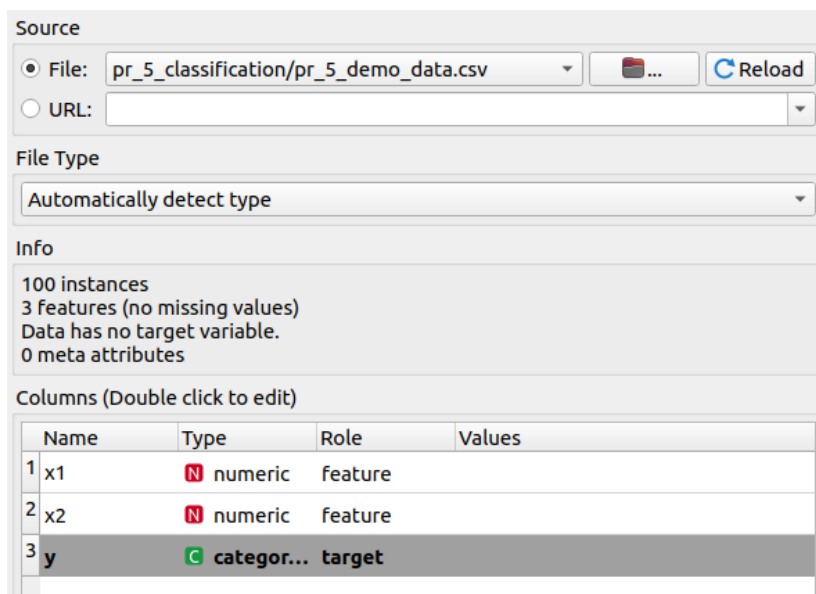 Source
File: pr_5_classification/pr_5_demo_data.csv ... Reload
URL:
File Type
Automatically detect type
Info
100 instances
3 features (no missing values)
Data has no target variable.
0 meta attributes
Columns (Double click to edit)
Name Type Role Values
1 x1 N numeric feature
2 x2 N numeric feature
3 y C categor... target